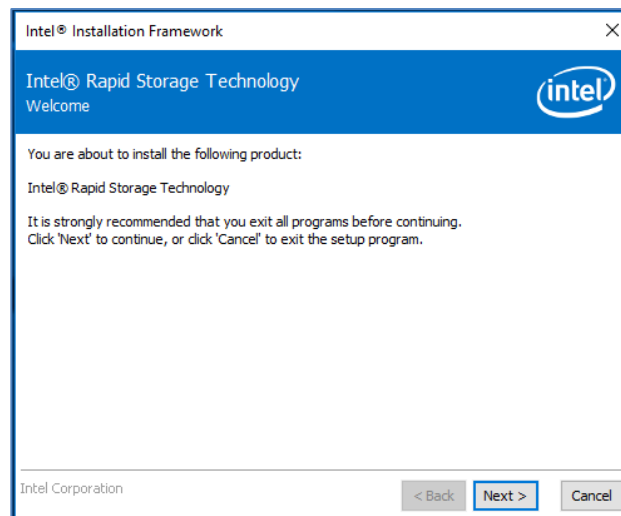 Intel® Installation Framework
Intel® Rapid Storage Technology
Welcome
intel
You are about to install the following product:
Intel® Rapid Storage Technology
It is strongly recommended that you exit all programs before continuing.
Click 'Next' to continue, or click 'Cancel' to exit the setup program.
Intel Corporation
< Back Next > Cancel